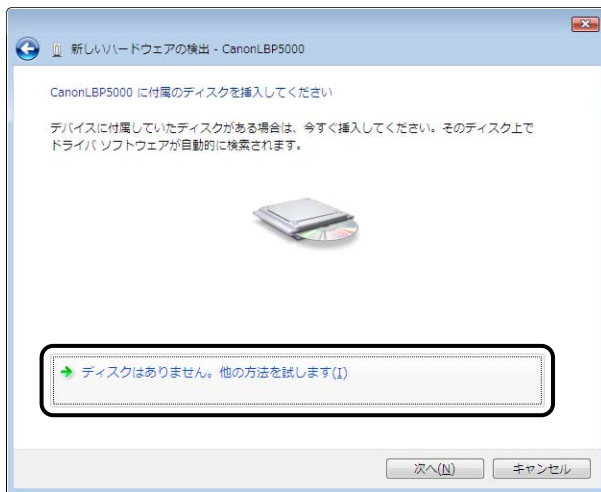 新しいハードウェアの検出 - CanonLBP5000
CanonLBP5000 に付属のディスクを挿入してください
デバイスに付属していたディスクがある場合は、今すぐ挿入してください。そのディスク上で
ドライバ ソフトウェアが自動的に検索されます。
ディスクはありません。他の方法を試します(I)
次へ(N) キャンセル